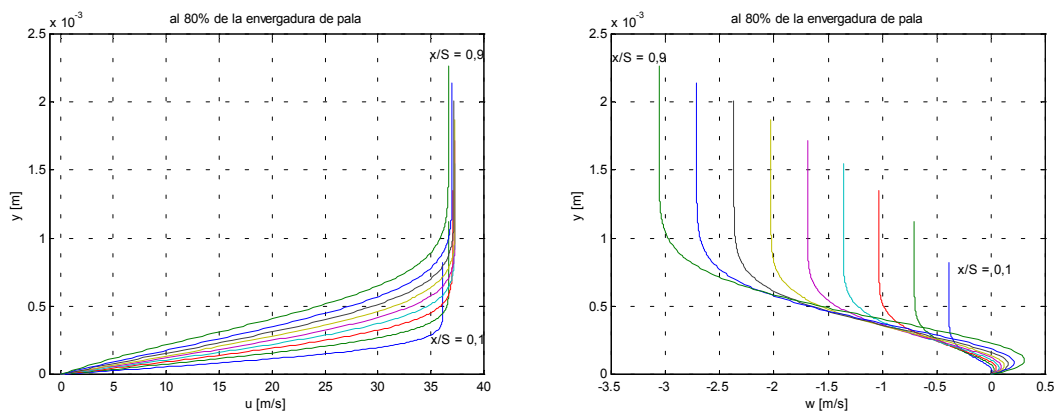 x 10⁻³
al 80% de la envergadura de pala
2.5
2
1.5
1
0.5
0
y [m]
x/S = 0,9
x/S = 0,1
0 5 10 15 20 25 30 35 40
u [m/s]
x 10⁻³
al 80% de la envergadura de pala
2.5
2
1.5
1
0.5
0
y [m]
x/S = 0,9
x/S = 0,1
-3.5 -3 -2.5 -2 -1.5 -1 -0.5 0 0.5
w [m/s]